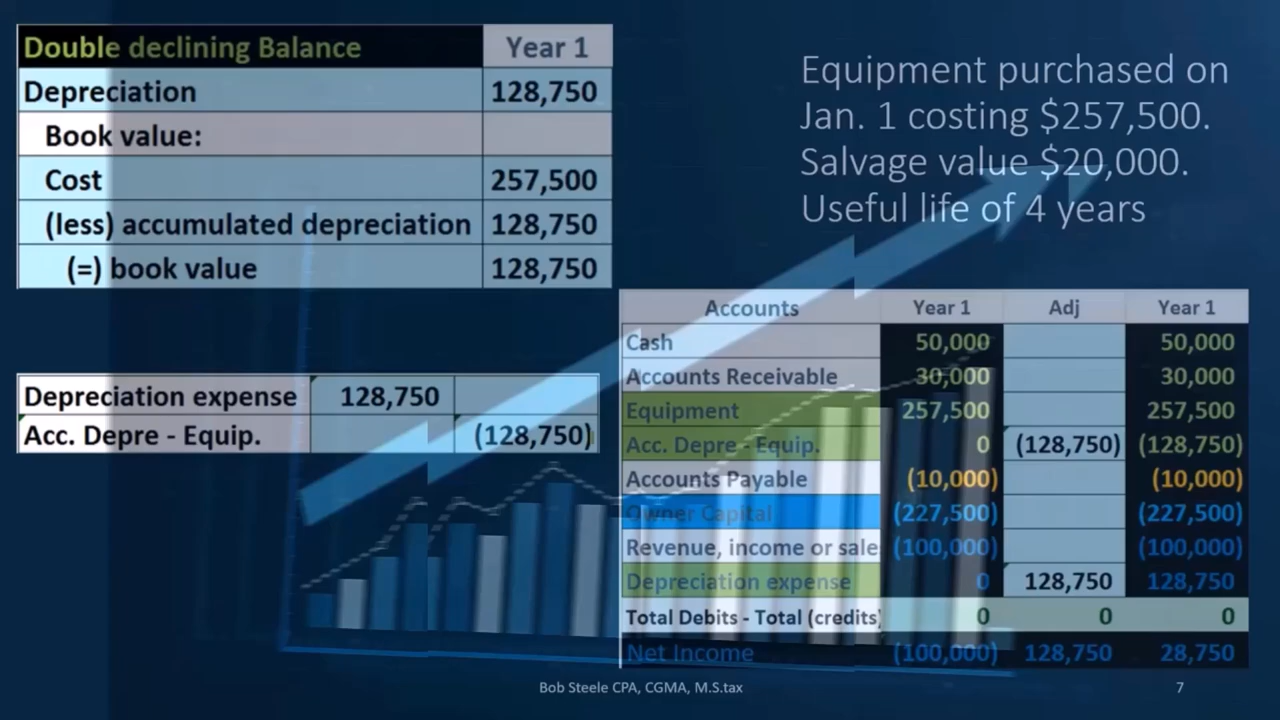 Double declining Balance Year 1
Depreciation 128,750
Book value:
Cost 257,500
(less) accumulated depreciation 128,750
(=) book value 128,750
Equipment purchased on
Jan. 1 costing $257,500.
Salvage value $20,000.
Useful life of 4 years
Depreciation expense 128,750
Acc. Depre - Equip. (128,750)
Accounts Year 1 Adj Year 1
Cash 50,000 50,000
Accounts Receivable 30,000 30,000
Equipment 257,500 257,500
Acc. Depre - Equip. 0 (128,750) (128,750)
Accounts Payable (10,000) (10,000)
Owner Capital (227,500) (227,500)
Revenue, income or sale (100,000) (100,000)
Depreciation expense 0 128,750 128,750
Total Debits - Total (credits) 0 0 0
Net Income (100,000) 128,750 28,750
Bob Steele CPA, CGMA, M.S.tax 7